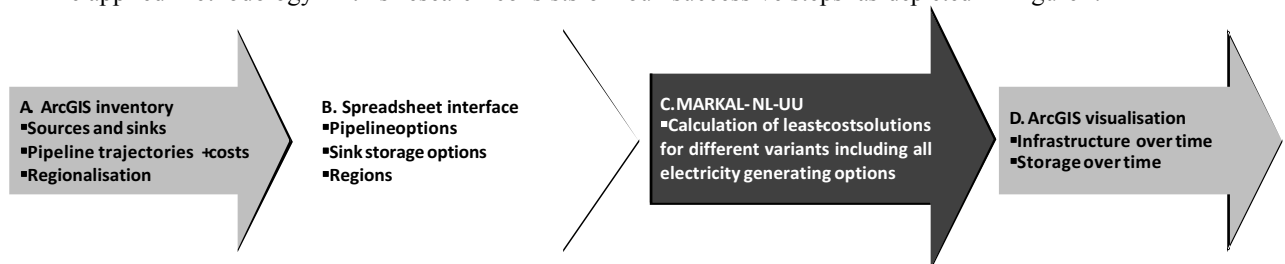 applied methodology in this research consists of four successive steps as depicted in Figure
A. ArcGIS inventory
▪Sources and sinks
▪Pipeline trajectories +costs
▪Regionalisation
B. Spreadsheet interface
▪Pipelineoptions
▪Sink storage options
▪Regions
C.MARKAL-NL-UU
▪Calculation of least-costsolutions
for different variants including all
electricity generating options
D. ArcGIS visualisation
▪Infrastructure over time
▪Storage over time